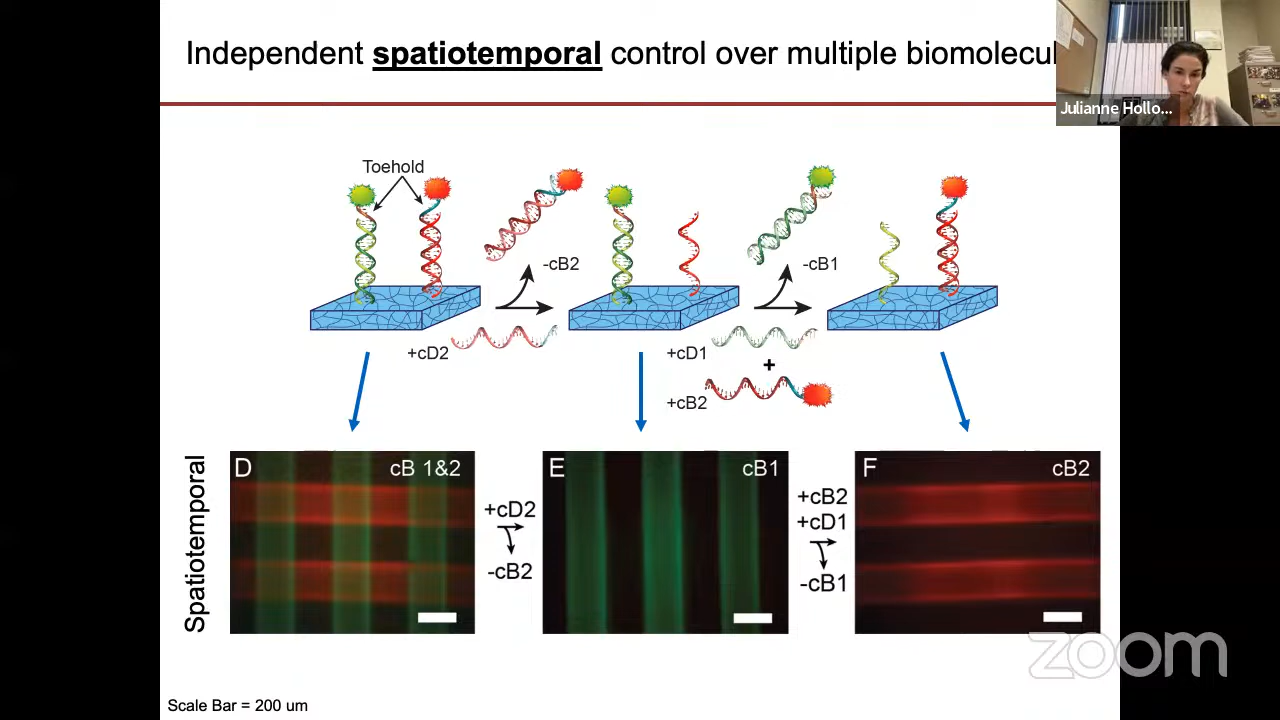 Independent spatiotemporal control over multiple biomolecul
Julianne Hollo...
Toehold
-cB2
-cB1
+cD2
+cD1
+
+cB2
Spatiotemporal
D
cB 1&2
+cD2
-cB2
E
cB1
+cB2
+cD1
-cB1
F
cB2
zoom
Scale Bar = 200 um